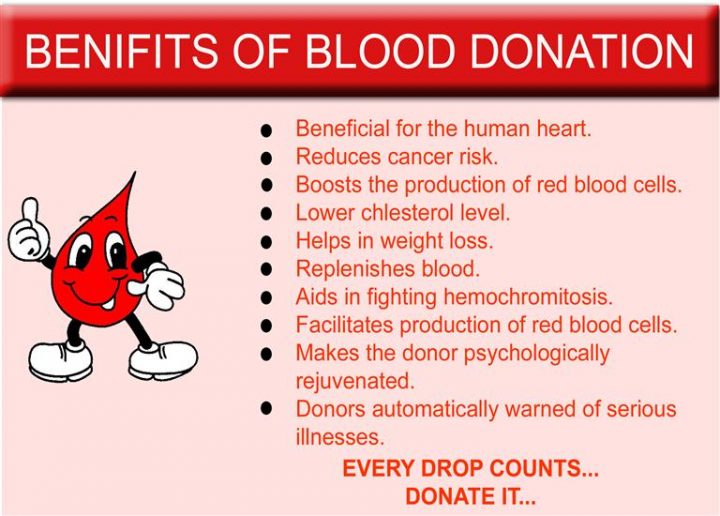 BENIFITS OF BLOOD DONATION
Beneficial for the human heart.
Reduces cancer risk.
Boosts the production of red blood cells.
Lower chlesterol level.
Helps in weight loss.
Replenishes blood.
Aids in fighting hemochromitosis.
Facilitates production of red blood cells.
Makes the donor psychologically
rejuvenated.
Donors automatically warned of serious
illnesses.
EVERY DROP COUNTS...
DONATE IT...